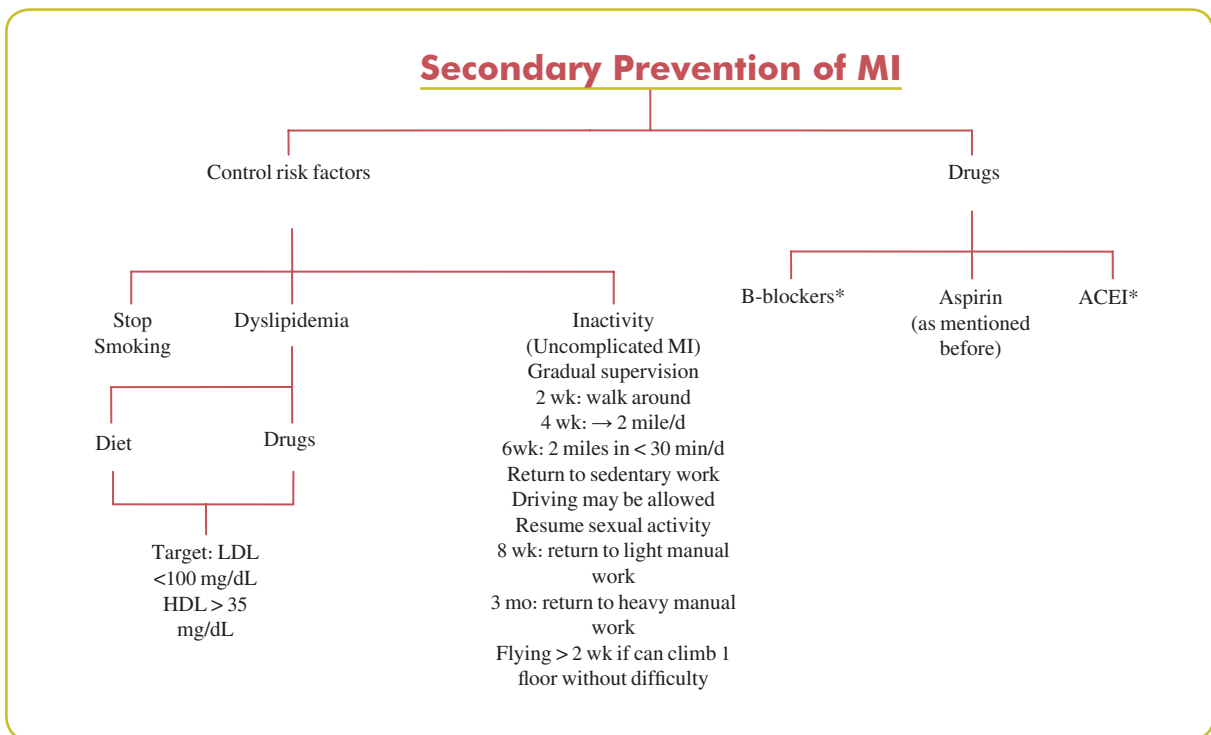 Secondary Prevention of MI
Control risk factors
Drugs
Stop
Smoking
Dyslipidemia
Diet
Drugs
Target: LDL
<100 mg/dL
HDL > 35
mg/dL
Inactivity
(Uncomplicated MI)
Gradual supervision
2 wk: walk around
4 wk: → 2 mile/d
6wk: 2 miles in < 30 min/d
Return to sedentary work
Driving may be allowed
Resume sexual activity
8 wk: return to light manual
work
3 mo: return to heavy manual
work
Flying > 2 wk if can climb 1
floor without difficulty
B-blockers*
Aspirin
(as mentioned
before)
ACEI*